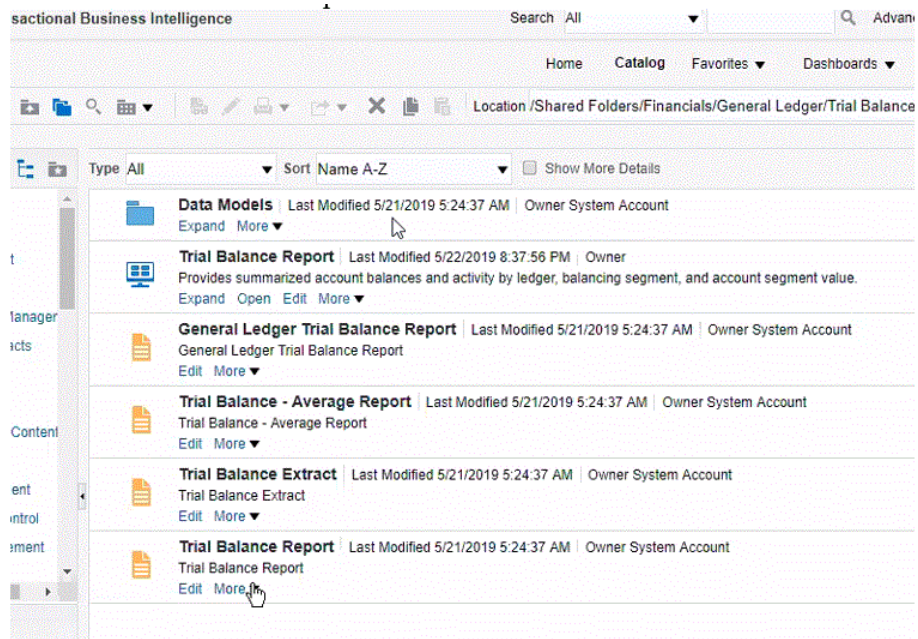 sactional Business Intelligence Search All
Home Catalog Favorites Dashboards
Location /Shared Folders/Financials/General Ledger/Trial Balance
Type All Sort Name A-Z Show More Details
Data Models Last Modified 5/21/2019 5:24:37 AM Owner System Account
Expand More
Trial Balance Report Last Modified 5/22/2019 8:37:56 PM Owner
Provides summarized account balances and activity by ledger, balancing segment, and account segment value.
Expand Open Edit More
General Ledger Trial Balance Report Last Modified 5/21/2019 5:24:37 AM Owner System Account
General Ledger Trial Balance Report
Edit More
Trial Balance - Average Report Last Modified 5/21/2019 5:24:37 AM Owner System Account
Trial Balance - Average Report
Edit More
Trial Balance Extract Last Modified 5/21/2019 5:24:37 AM Owner System Account
Trial Balance Extract
Edit More
Trial Balance Report Last Modified 5/21/2019 5:24:37 AM Owner System Account
Trial Balance Report
Edit More
t
Manager
acts
Content
ent
ntrol
ement